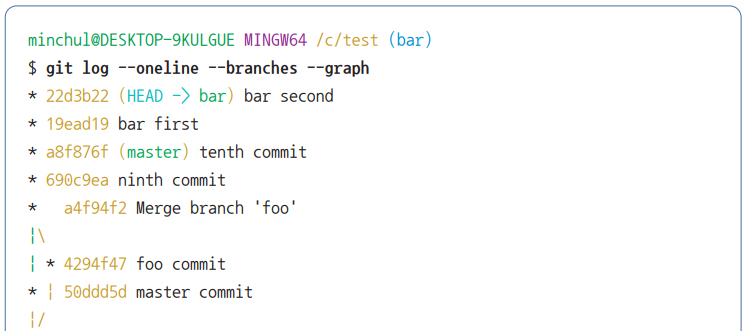 minchul@DESKTOP-9KULGUE MINGW64 /c/test (bar)
$ git log --oneline --branches --graph
* 22d3b22 (HEAD -> bar) bar second
* 19ead19 bar first
* a8f876f (master) tenth commit
* 690c9ea ninth commit
*   a4f94f2 Merge branch 'foo'
|\
| * 4294f47 foo commit
* | 50ddd5d master commit
|/